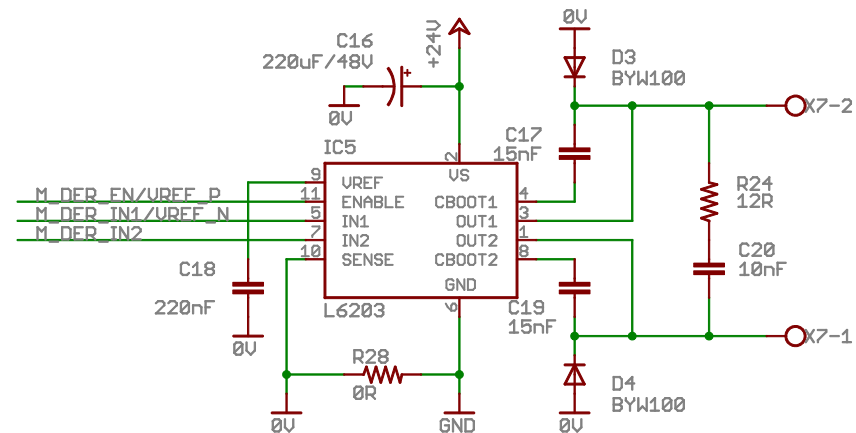 0V
C16
220uF/48V
+24V
+
D3
BYW100
0V
X7-2
IC5
C17
15nF
2
VS
9
VREF
M_DER_EN/VREF_P
11
ENABLE
CBOOT1
4
M_DER_IN1/VREF_N
5
IN1
OUT1
3
M_DER_IN2
7
IN2
OUT2
1
10
SENSE
CBOOT2
8
R24
12R
C20
10nF
C18
220nF
GND
6
L6203
C19
15nF
0V
X7-1
R28
0R
D4
BYW100
0V
GND
0V